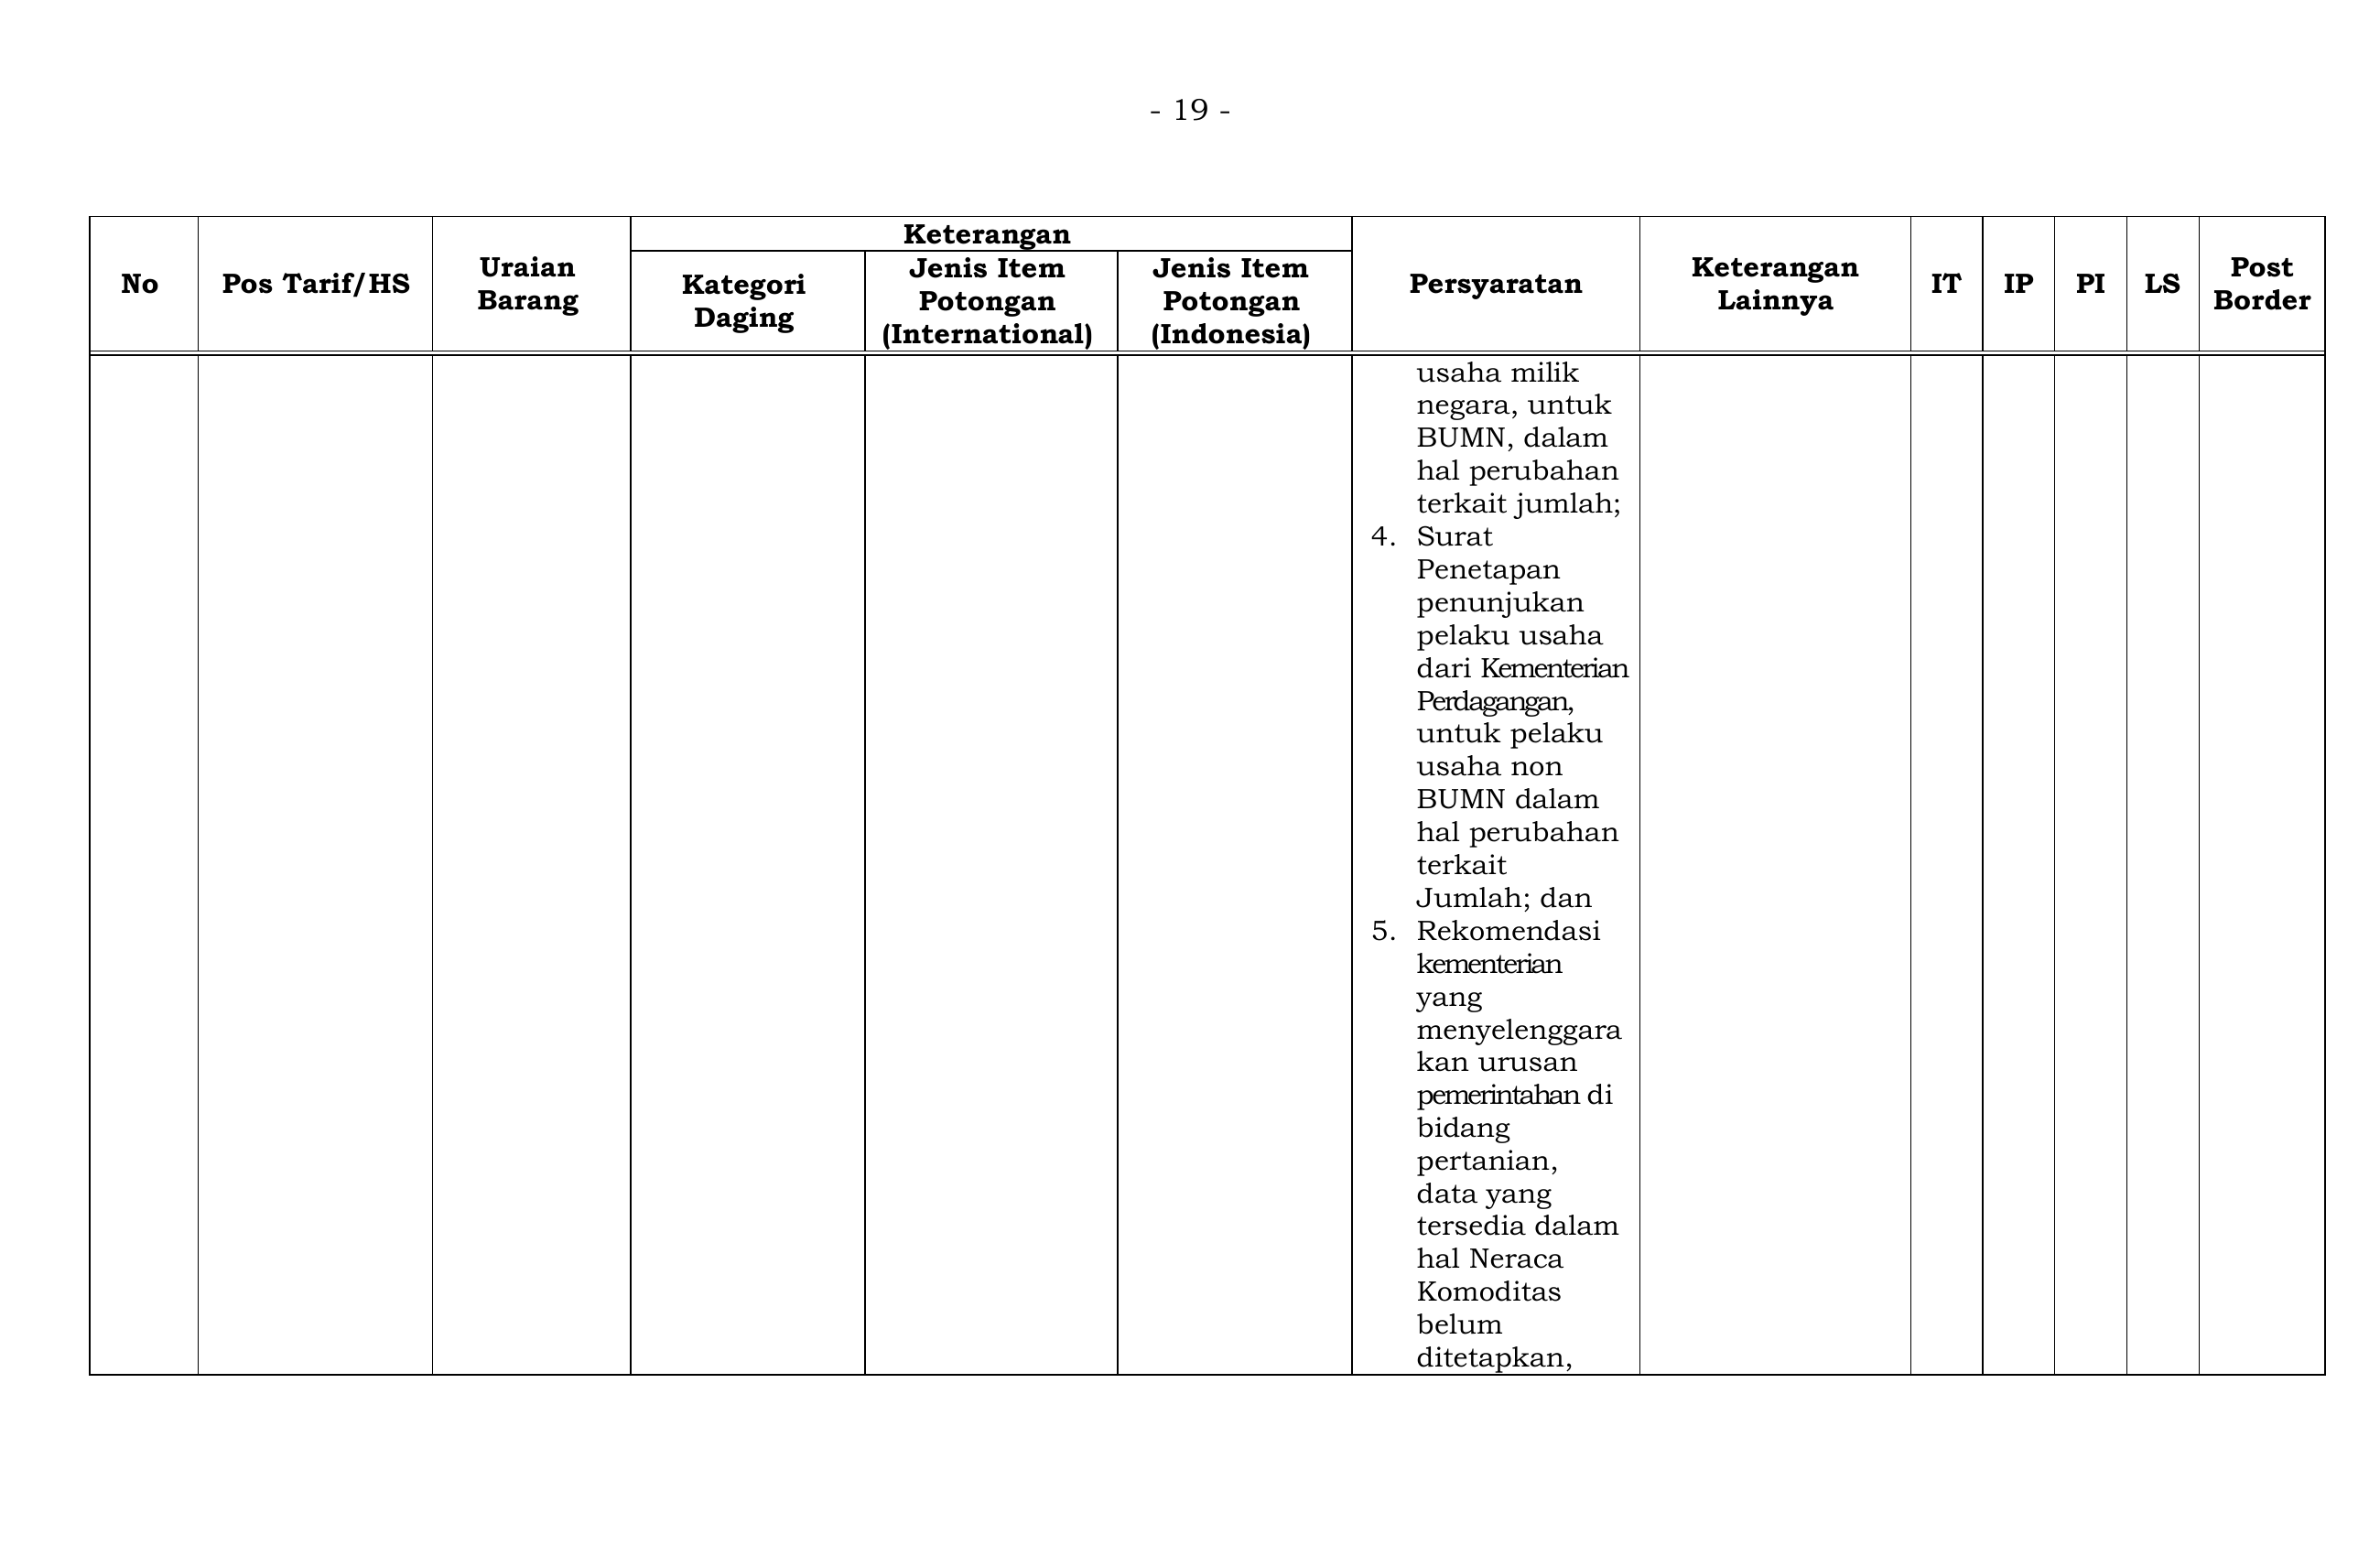 - 19 -
No
Pos Tarif/HS
Uraian
Barang
Keterangan
Kategori
Daging
Jenis Item
Potongan
(International)
Jenis Item
Potongan
(Indonesia)
Persyaratan
Keterangan
Lainnya
IT
IP
PI
LS
Post
Border
usaha milik
negara, untuk
BUMN, dalam
hal perubahan
terkait jumlah;
4. Surat
Penetapan
penunjukan
pelaku usaha
dari Kementerian
Perdagangan,
untuk pelaku
usaha non
BUMN dalam
hal perubahan
terkait
Jumlah; dan
5. Rekomendasi
kementerian
yang
menyelenggara
kan urusan
pemerintahan di
bidang
pertanian,
data yang
tersedia dalam
hal Neraca
Komoditas
belum
ditetapkan,